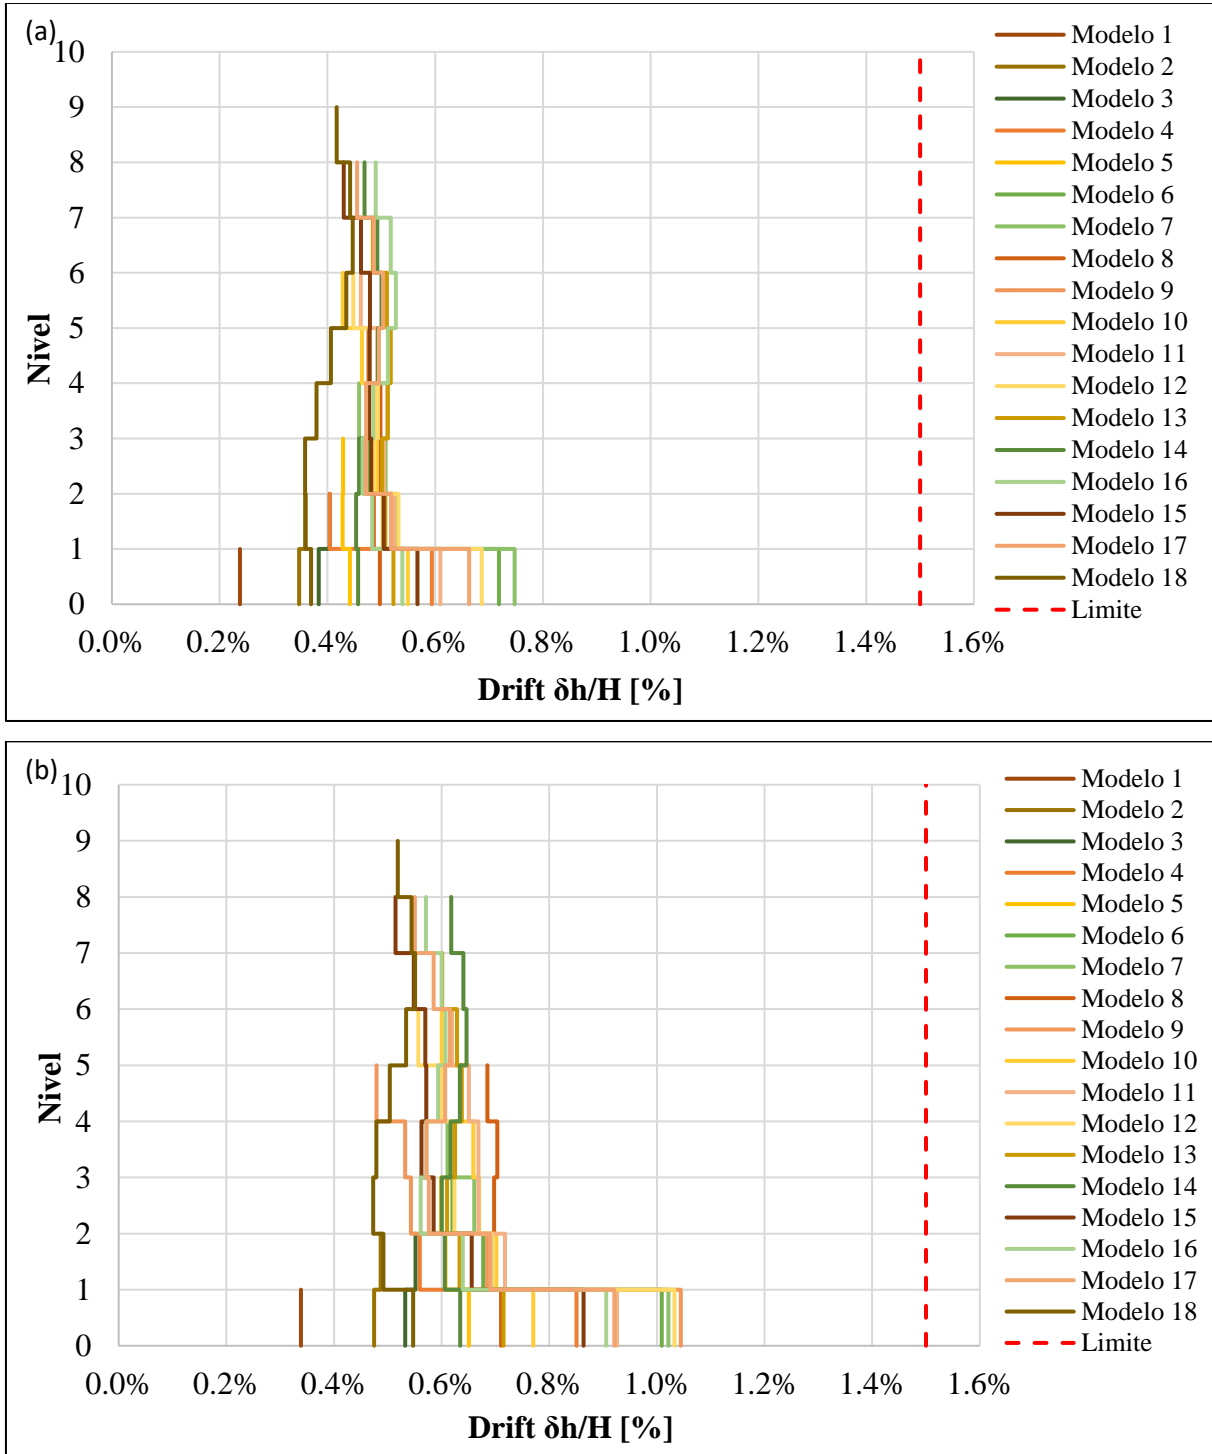 (a)
10
9
8
7
6
5
4
3
2
1
0
Nivel
0.0% 0.2% 0.4% 0.6% 0.8% 1.0% 1.2% 1.4% 1.6%
Drift δh/H [%]
Modelo 1
Modelo 2
Modelo 3
Modelo 4
Modelo 5
Modelo 6
Modelo 7
Modelo 8
Modelo 9
Modelo 10
Modelo 11
Modelo 12
Modelo 13
Modelo 14
Modelo 16
Modelo 15
Modelo 17
Modelo 18
Limite
(b)
10
9
8
7
6
5
4
3
2
1
0
Nivel
0.0% 0.2% 0.4% 0.6% 0.8% 1.0% 1.2% 1.4% 1.6%
Drift δh/H [%]
Modelo 1
Modelo 2
Modelo 3
Modelo 4
Modelo 5
Modelo 6
Modelo 7
Modelo 8
Modelo 9
Modelo 10
Modelo 11
Modelo 12
Modelo 13
Modelo 14
Modelo 15
Modelo 16
Modelo 17
Modelo 18
Limite